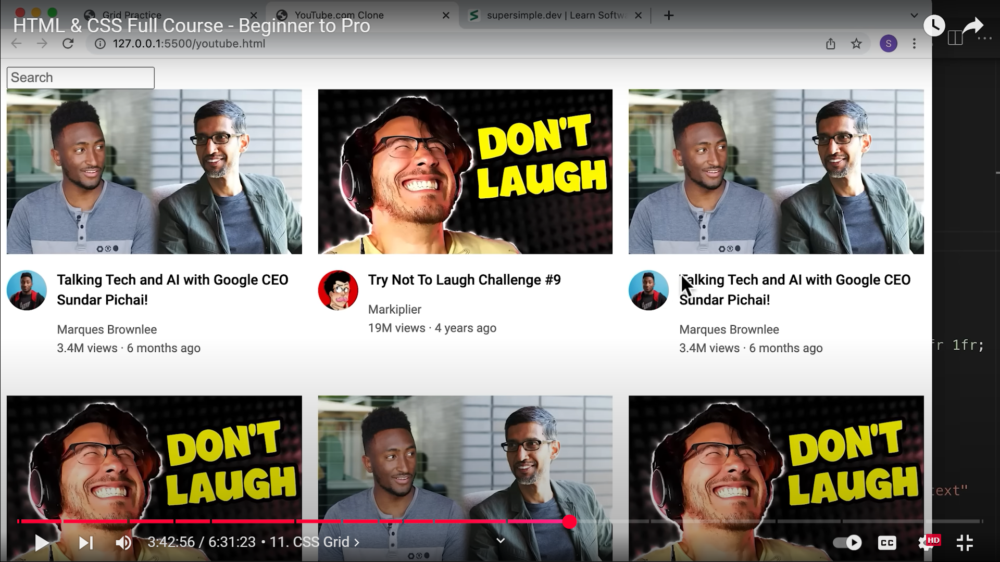 Grid Practice
YouTube.com Clone
supersimple.dev | Learn Softw
HTML & CSS Full Course - Beginner to Pro
127.0.0.1:5500/youtube.html
S
Search
DON'T
LAUGH
Talking Tech and AI with Google CEO
Sundar Pichai!
Marques Brownlee
3.4M views · 6 months ago
Try Not To Laugh Challenge #9
Markiplier
19M views · 4 years ago
Talking Tech and AI with Google CEO
Sundar Pichai!
Marques Brownlee
3.4M views · 6 months ago
fr 1fr;
DON'T
LAUGH
DON'T
LAUGH
text"
3:42:56 / 6:31:23 • 11. CSS Grid
CC
HD